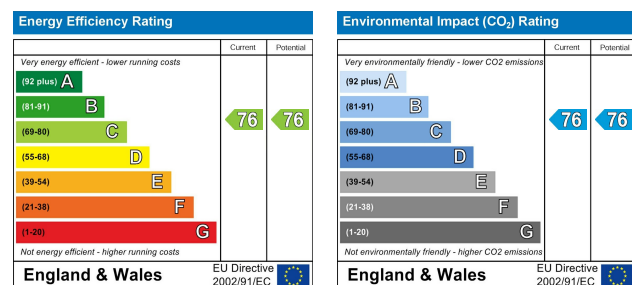 Energy Efficiency Rating
Current Potential
Very energy efficient - lower running costs
(92 plus) A
(81-91) B
(69-80) C
76 76
(55-68) D
(39-54) E
(21-38) F
(1-20) G
Not energy efficient - higher running costs
England & Wales
EU Directive
2002/91/EC
Environmental Impact (CO₂) Rating
Current Potential
Very environmentally friendly - lower CO2 emissions
(92 plus) A
(81-91) B
(69-80) C
76 76
(55-68) D
(39-54) E
(21-38) F
(1-20) G
Not environmentally friendly - higher CO2 emissions
England & Wales
EU Directive
2002/91/EC